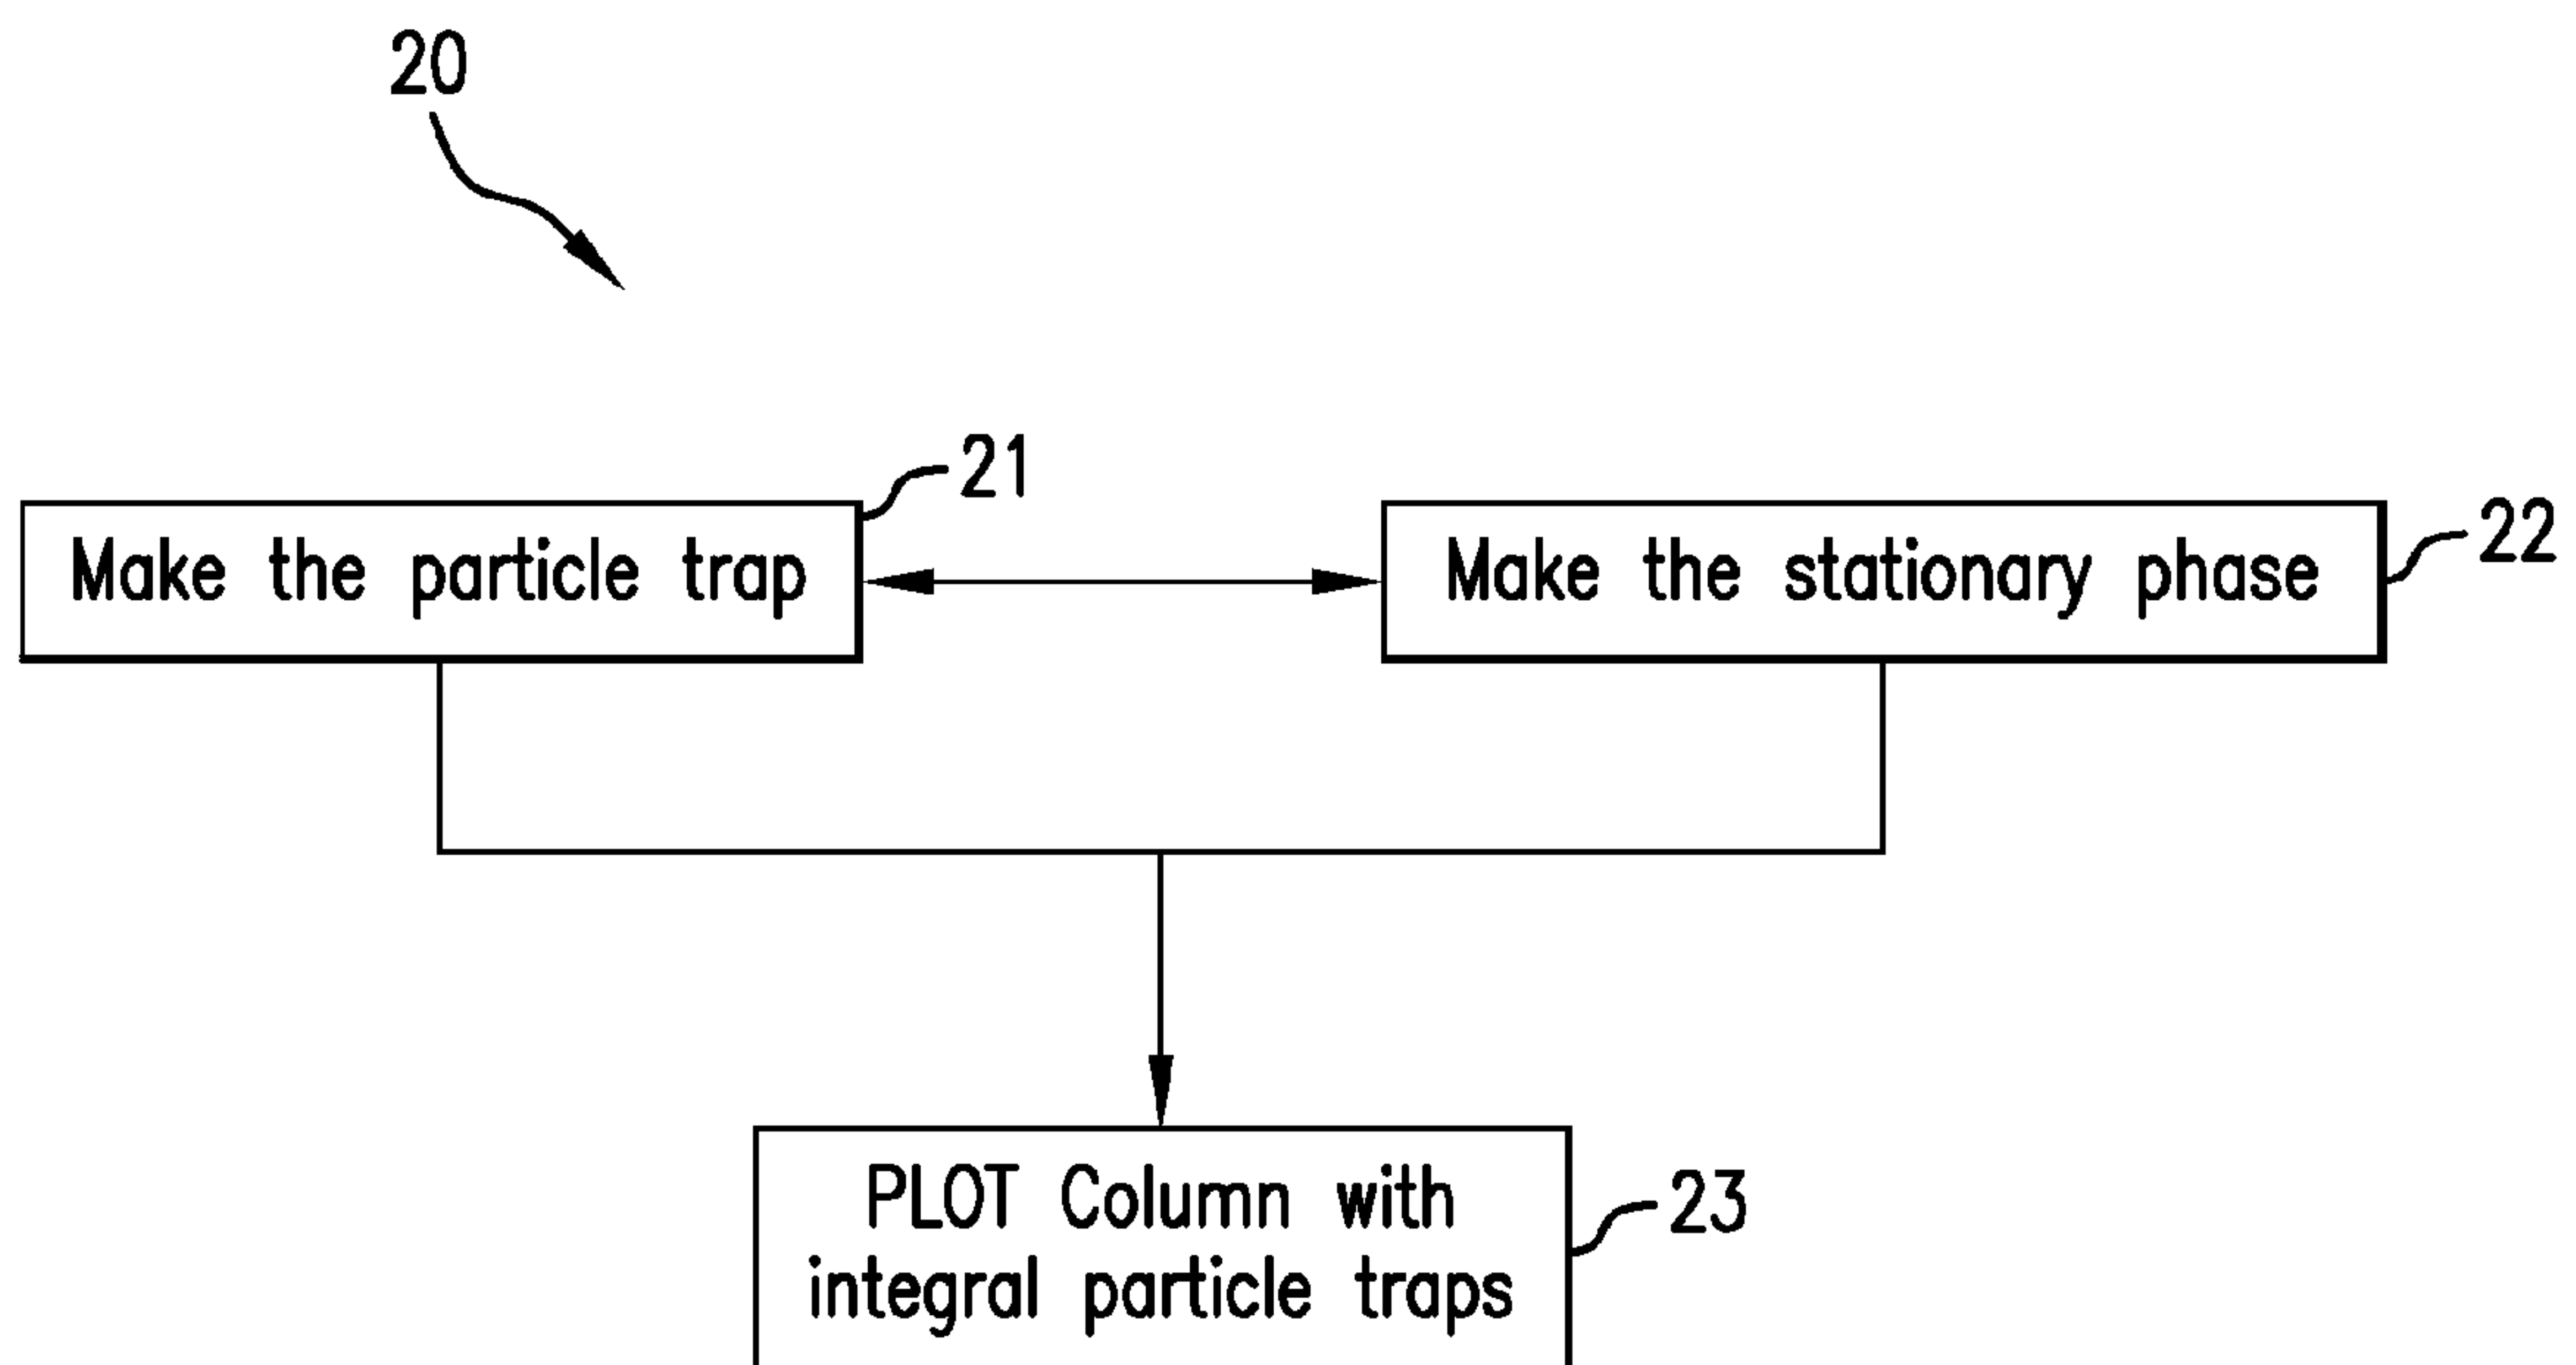 20
21
Make the particle trap
Make the stationary phase
22
PLOT Column with
integral particle traps
23